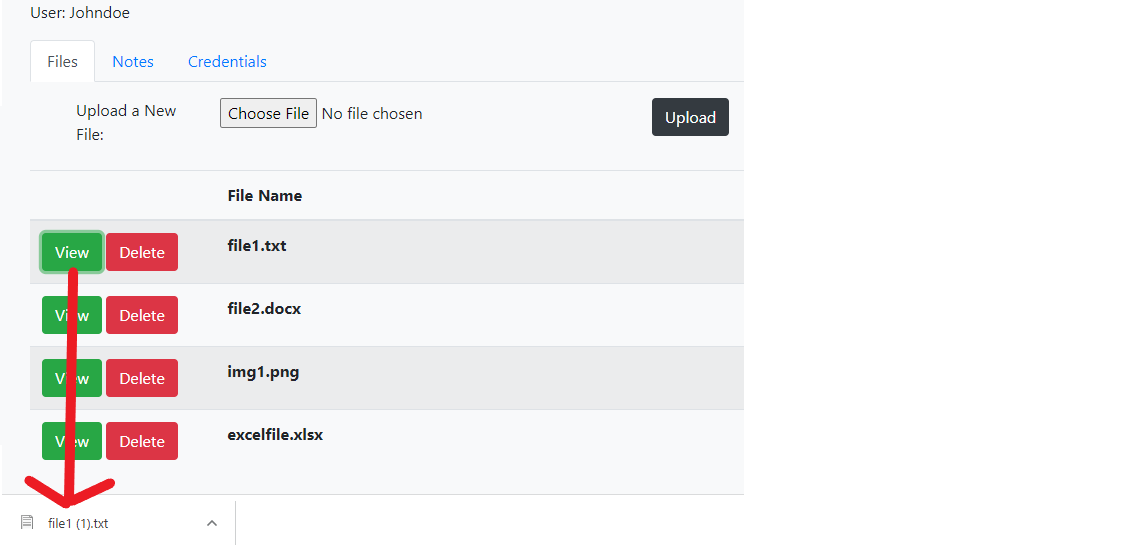 User: Johndoe
Files Notes Credentials
Upload a New Choose File No file chosen Upload
File:
File Name
View Delete file1.txt
View Delete file2.docx
View Delete img1.png
View Delete excelfile.xlsx
file1 (1).txt